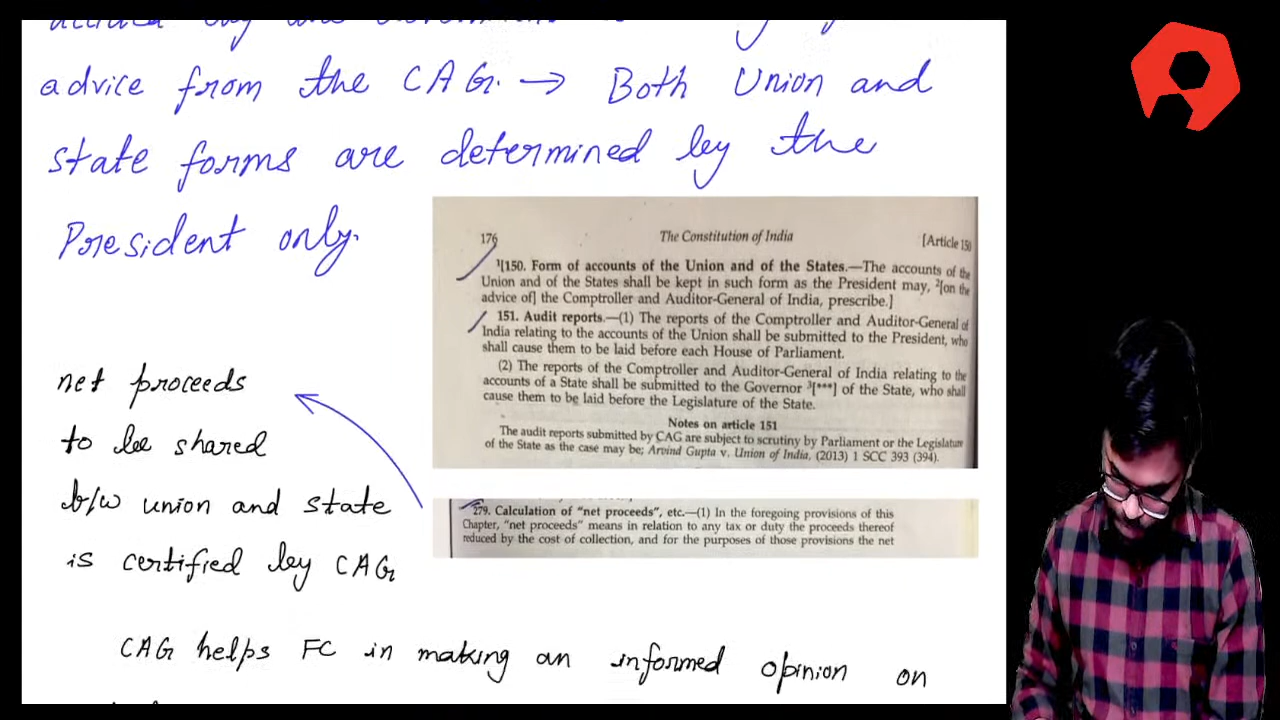 advice from the CAG. → Both Union and
state forms are determined by the
President only.
176 The Constitution of India [Article 150
¹[150. Form of accounts of the Union and of the States.—The accounts of the
Union and of the States shall be kept in such form as the President may, ²[on the
advice of] the Comptroller and Auditor-General of India, prescribe.]
151. Audit reports.—(1) The reports of the Comptroller and Auditor-General of
India relating to the accounts of the Union shall be submitted to the President, who
shall cause them to be laid before each House of Parliament.
(2) The reports of the Comptroller and Auditor-General of India relating to the
accounts of a State shall be submitted to the Governor ³[***] of the State, who shall
cause them to be laid before the Legislature of the State.
Notes on article 151
The audit reports submitted by CAG are subject to scrutiny by Parliament or the Legislature
of the State as the case may be; Arvind Gupta v. Union of India, (2013) 1 SCC 393 (394).
net proceeds
to be shared
b/w union and state
is certified by CAG
279. Calculation of "net proceeds", etc.—(1) In the foregoing provisions of this
Chapter, "net proceeds" means in relation to any tax or duty the proceeds thereof
reduced by the cost of collection, and for the purposes of those provisions the net
CAG helps FC in making an informed opinion on